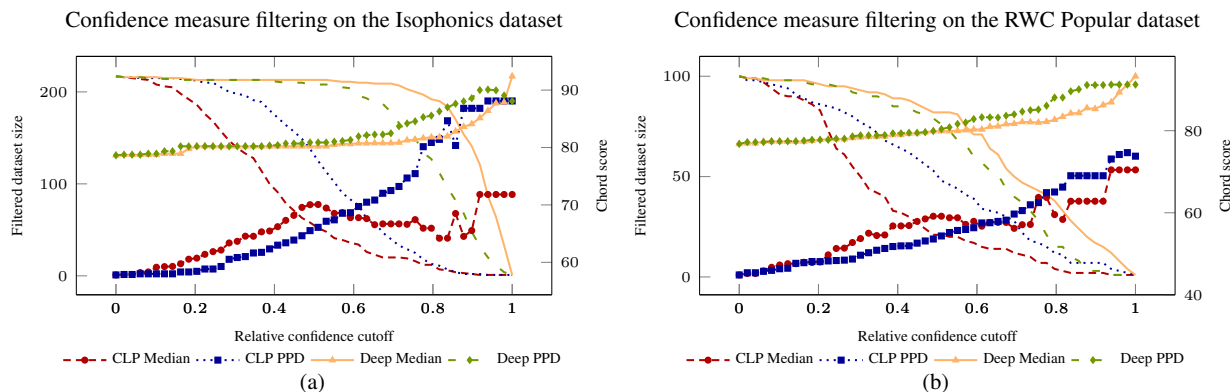 Confidence measure filtering on the Isophonics dataset
200
100
0
Filtered dataset size
90
80
70
60
Chord score
0 0.2 0.4 0.6 0.8 1
Relative confidence cutoff
CLP Median CLP PPD Deep Median Deep PPD
(a)
Confidence measure filtering on the RWC Popular dataset
100
50
0
Filtered dataset size
80
60
40
Chord score
0 0.2 0.4 0.6 0.8 1
Relative confidence cutoff
CLP Median CLP PPD Deep Median Deep PPD
(b)